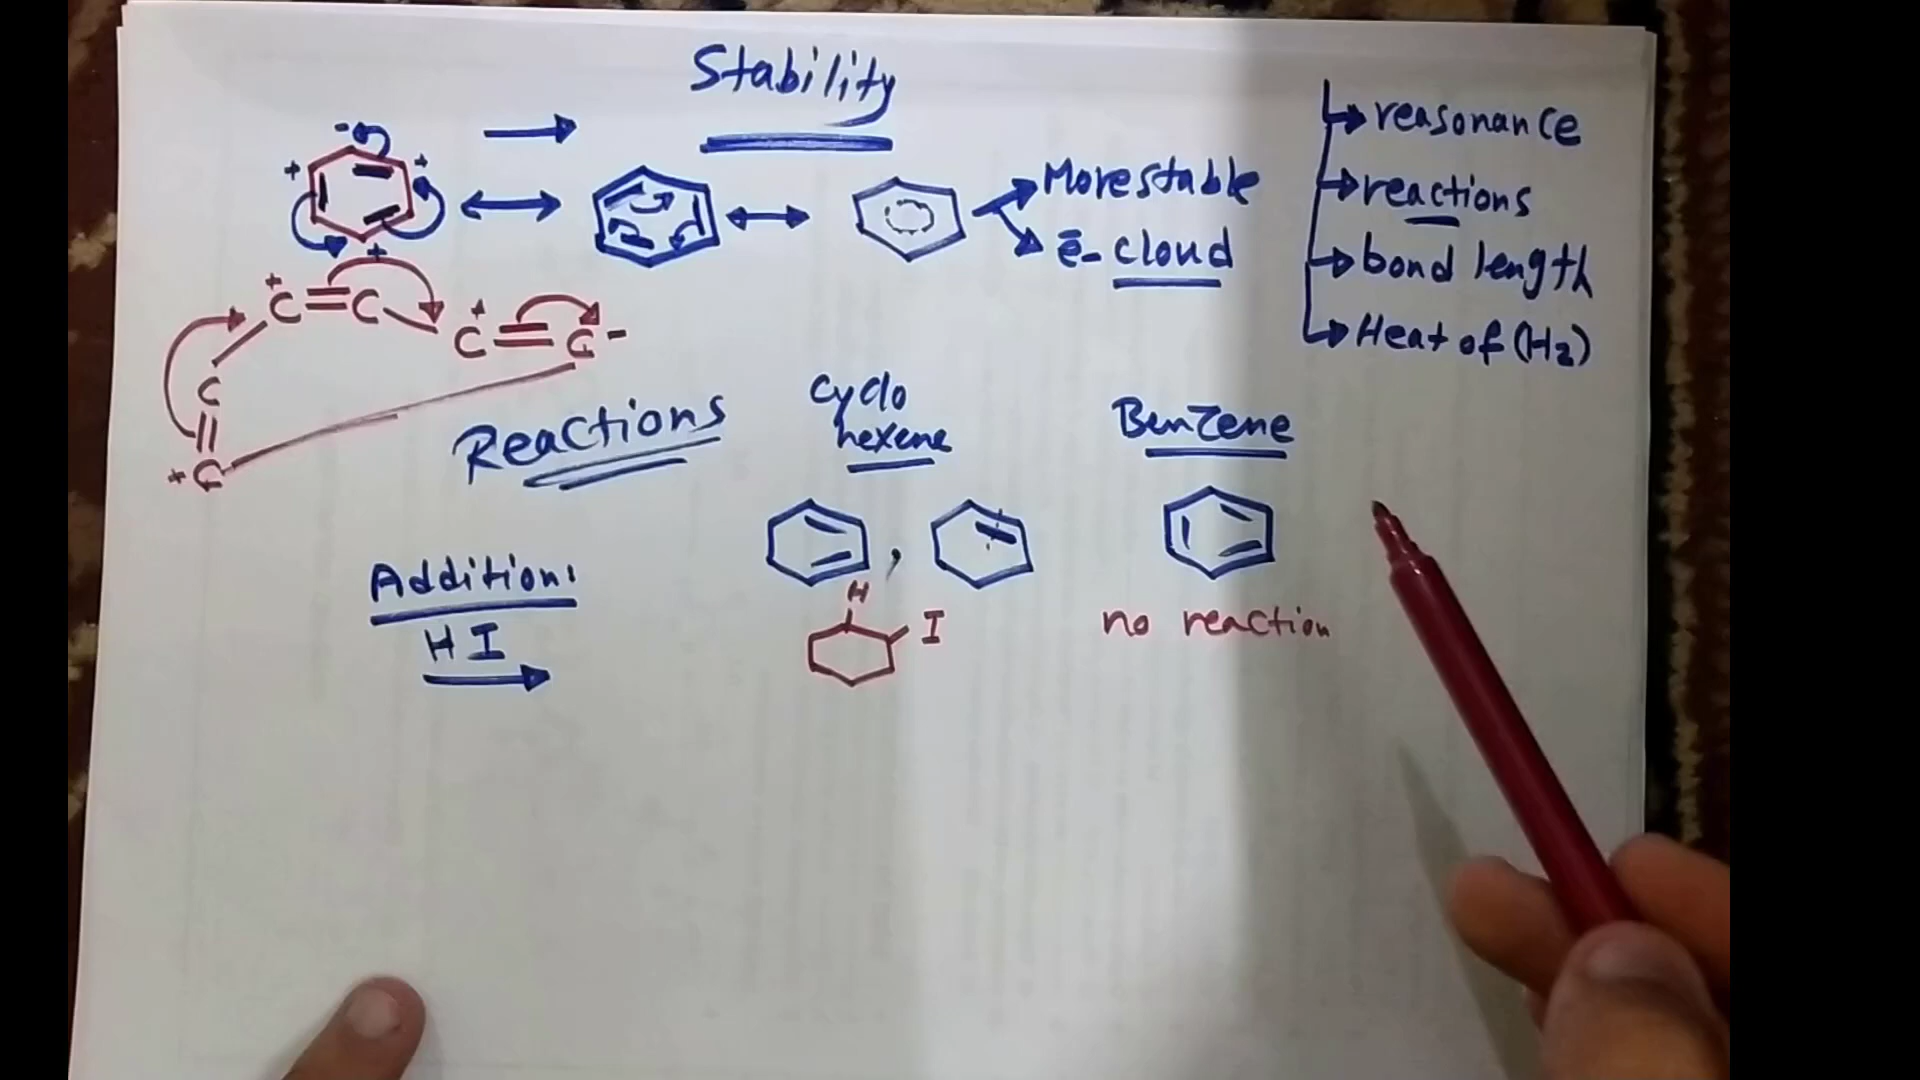 Stability
reasonance
reactions
bond length
Heat of (H₂)
- + + +
More stable
ē- cloud
+C=C
+C=C-
C
+C
Reactions
Cyclo
hexene
Benzene
Addition:
HI
,
H
I
no reaction